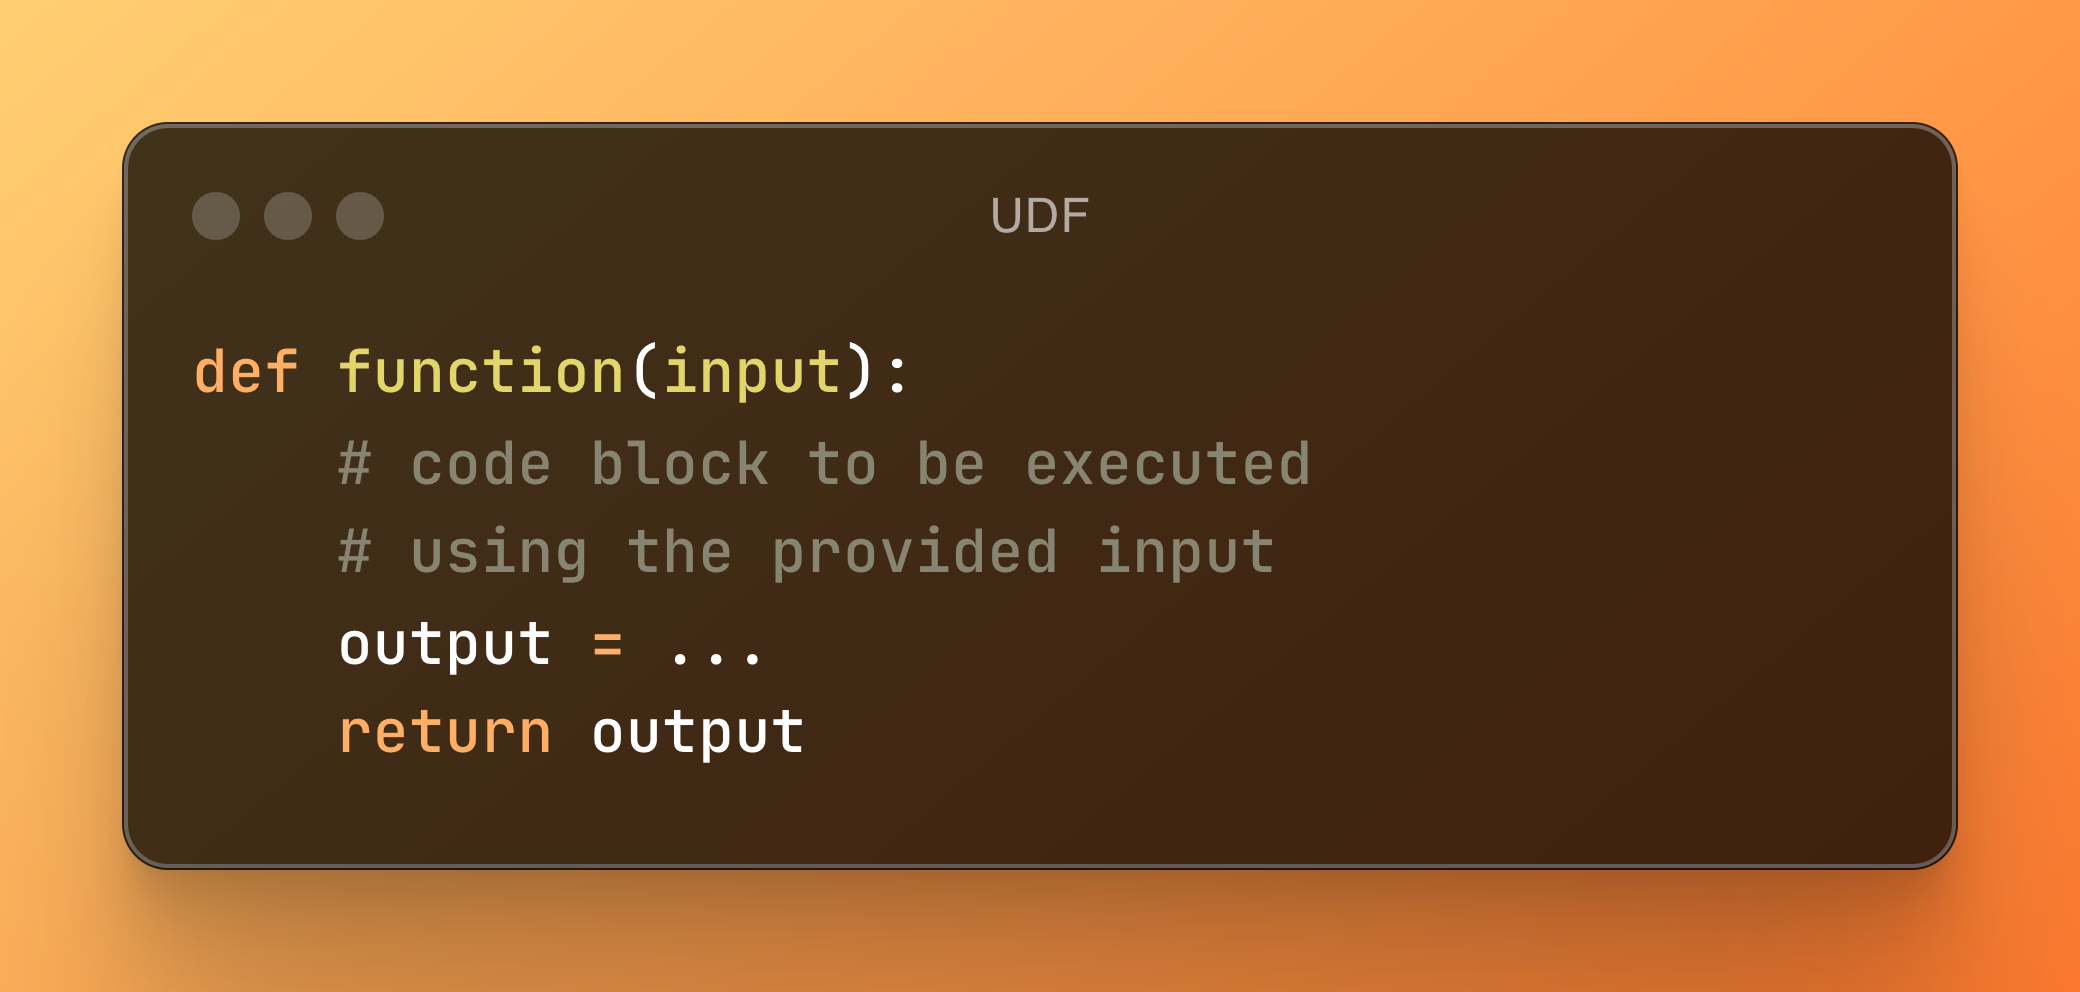 UDF
def function(input):
    # code block to be executed
    # using the provided input
    output = ...
    return output